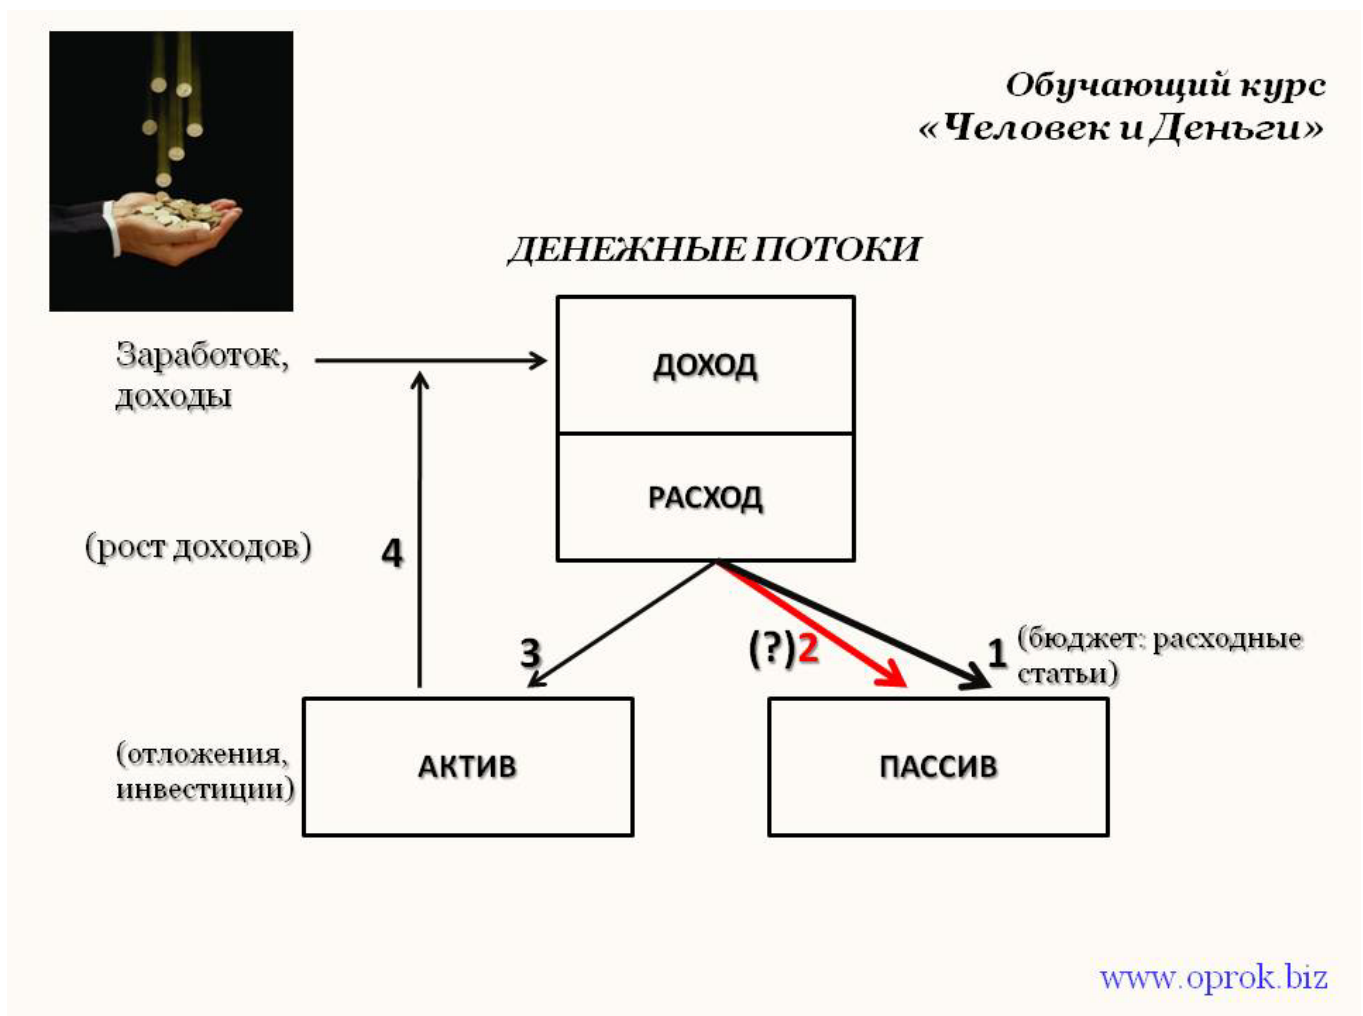 Обучающий курс
«Человек и Деньги»
ДЕНЕЖНЫЕ ПОТОКИ
Заработок,
доходы
ДОХОД
РАСХОД
(рост доходов)
4
3
(?)2
1
(бюджет: расходные
статьи)
(отложения,
инвестиции)
АКТИВ
ПАССИВ
www.oprok.biz